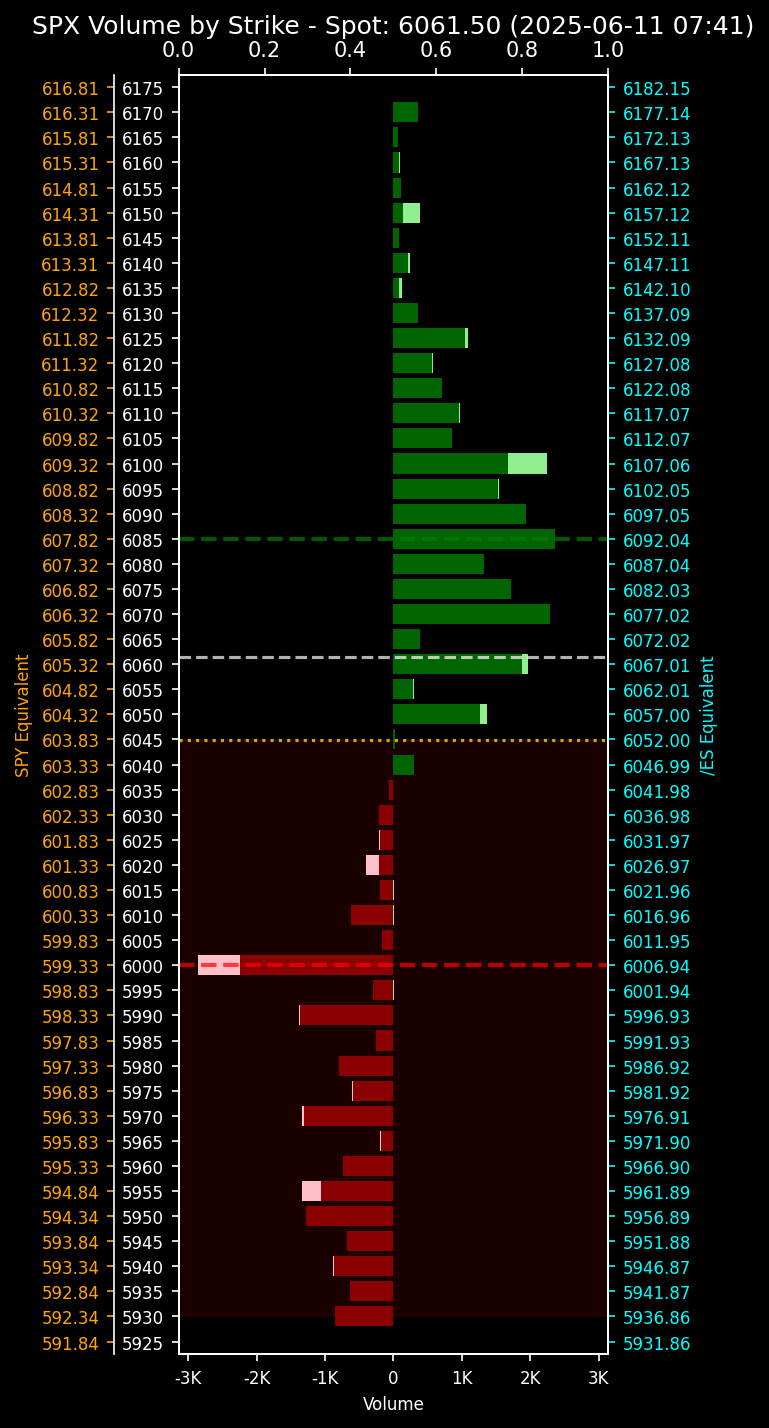 SPX Volume by Strike - Spot: 6061.50 (2025-06-11 07:41)
0.0 0.2 0.4 0.6 0.8 1.0
616.81 6175 6182.15
616.31 6170 6177.14
615.81 6165 6172.13
615.31 6160 6167.13
614.81 6155 6162.12
614.31 6150 6157.12
613.81 6145 6152.11
613.31 6140 6147.11
612.82 6135 6142.10
612.32 6130 6137.09
611.82 6125 6132.09
611.32 6120 6127.08
610.82 6115 6122.08
610.32 6110 6117.07
609.82 6105 6112.07
609.32 6100 6107.06
608.82 6095 6102.05
608.32 6090 6097.05
607.82 6085 6092.04
607.32 6080 6087.04
606.82 6075 6082.03
606.32 6070 6077.02
605.82 6065 6072.02
605.32 6060 6067.01
604.82 6055 6062.01
604.32 6050 6057.00
603.83 6045 6052.00
603.33 6040 6046.99
602.83 6035 6041.98
602.33 6030 6036.98
601.83 6025 6031.97
601.33 6020 6026.97
600.83 6015 6021.96
600.33 6010 6016.96
599.83 6005 6011.95
599.33 6000 6006.94
598.83 5995 6001.94
598.33 5990 5996.93
597.83 5985 5991.93
597.33 5980 5986.92
596.83 5975 5981.92
596.33 5970 5976.91
595.83 5965 5971.90
595.33 5960 5966.90
594.84 5955 5961.89
594.34 5950 5956.89
593.84 5945 5951.88
593.34 5940 5946.87
592.84 5935 5941.87
592.34 5930 5936.86
591.84 5925 5931.86
SPY Equivalent
/ES Equivalent
-3K -2K -1K 0 1K 2K 3K
Volume